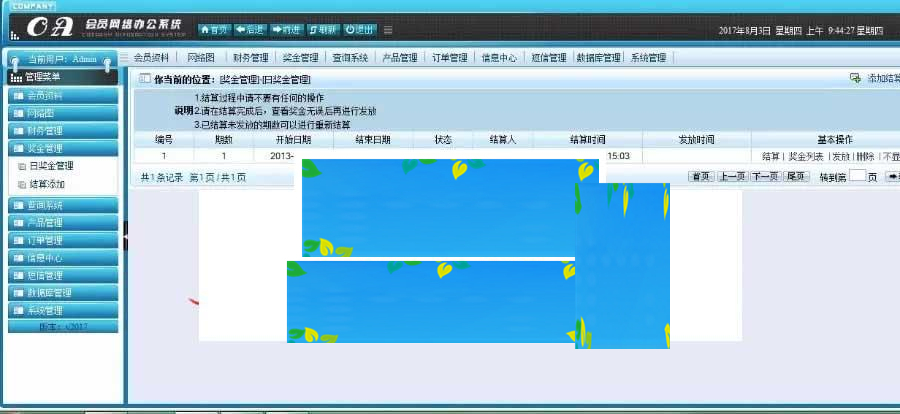 COMPANY
OA 会员网络办公系统
COMPANY INFORMATION SYSTEM
首页 后退 前进 刷新 退出
2017年8月3日 星期四 上午 9:44:27 星期四
当前用户：Admin
会员资料 网络图 财务管理 奖金管理 查询系统 产品管理 订单管理 信息中心 短信管理 数据库管理 系统管理
管理菜单
会员资料
网络图
财务管理
奖金管理
日奖金管理
结算添加
查询系统
产品管理
订单管理
信息中心
短信管理
数据库管理
系统管理
版本：v2017
你当前的位置：[奖金管理]-[日奖金管理]
添加结算
说明
1.结算过程中请不要有任何的操作
2.请在结算完成后，查看奖金无误后再进行发放
3.已结算未发放的期数可以进行重新结算
编号 期数 开始日期 结束日期 状态 结算人 结算时间 发放时间 基本操作
1 1 2013- 15:03 结算 | 奖金列表 | 发放 | 删除 | 不显
共1条记录 第1页/共1页
首页 上一页 下一页 尾页 转到第 页